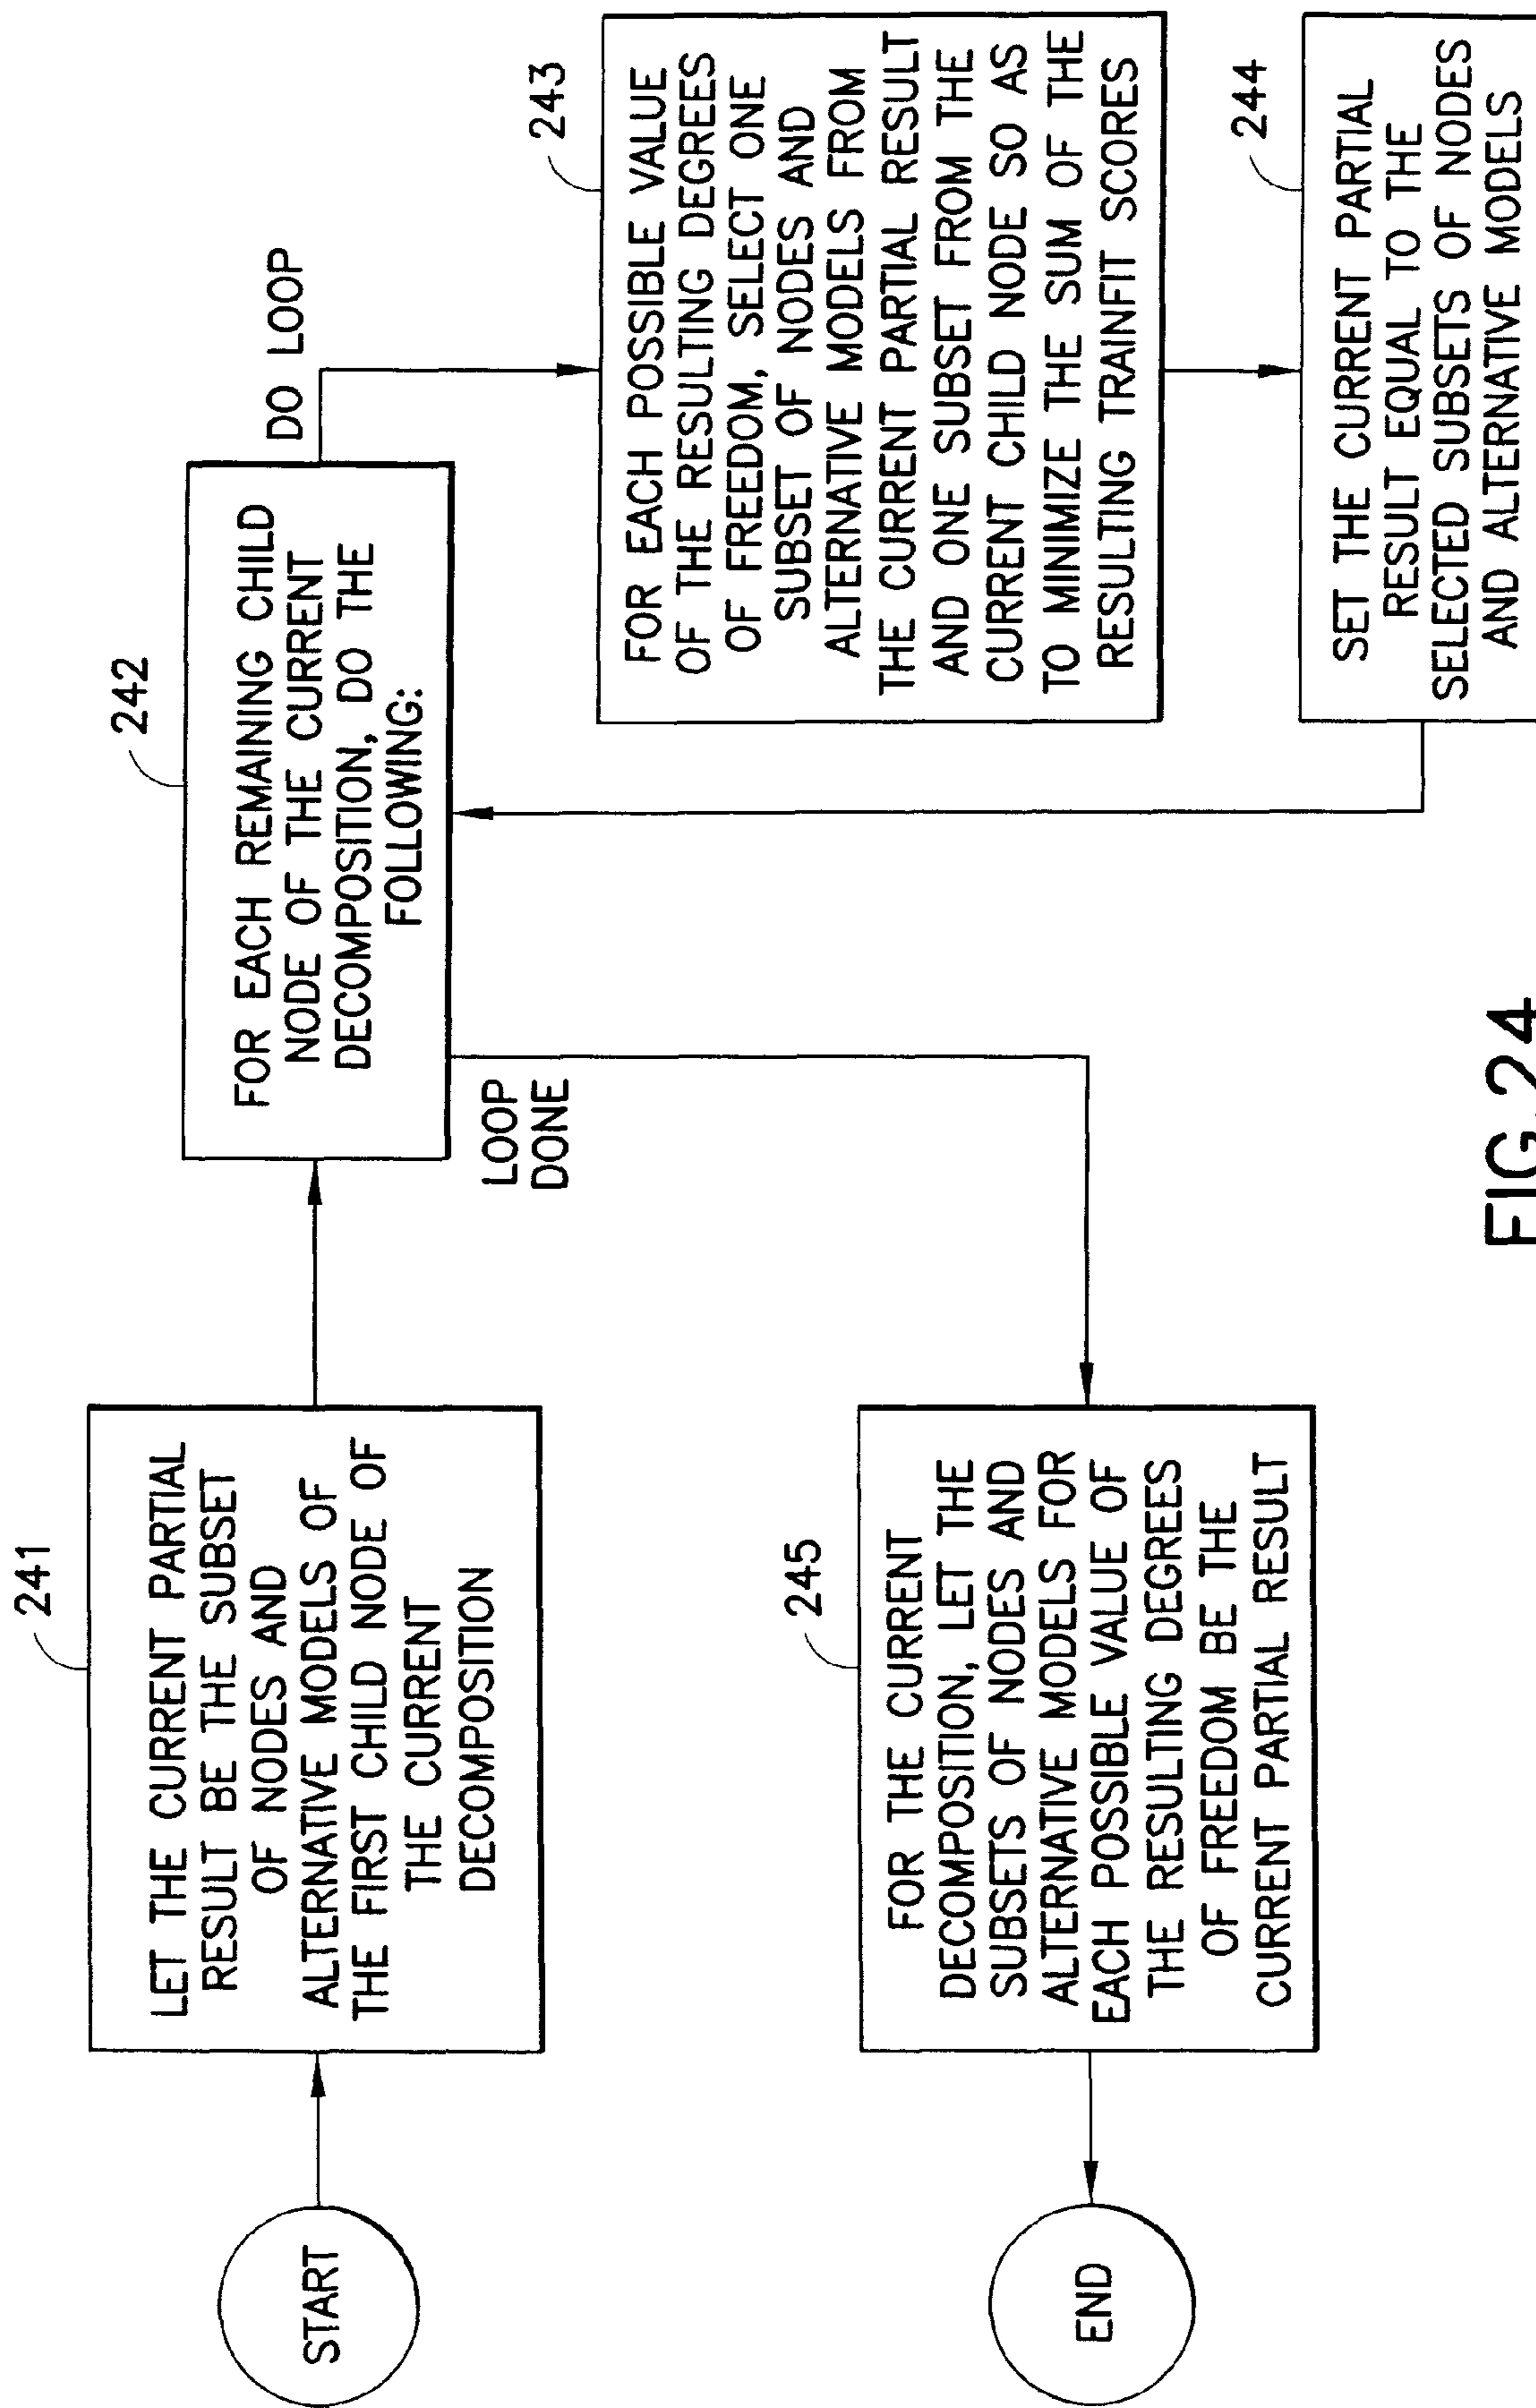 START
241
LET THE CURRENT PARTIAL
RESULT BE THE SUBSET
OF NODES AND
ALTERNATIVE MODELS OF
THE FIRST CHILD NODE OF
THE CURRENT
DECOMPOSITION
242
FOR EACH REMAINING CHILD
NODE OF THE CURRENT
DECOMPOSITION, DO THE
FOLLOWING:
DO LOOP
243
FOR EACH POSSIBLE VALUE
OF THE RESULTING DEGREES
OF FREEDOM, SELECT ONE
SUBSET OF NODES AND
ALTERNATIVE MODELS FROM
THE CURRENT PARTIAL RESULT
AND ONE SUBSET FROM THE
CURRENT CHILD NODE SO AS
TO MINIMIZE THE SUM OF THE
RESULTING TRAINFIT SCORES
244
SET THE CURRENT PARTIAL
RESULT EQUAL TO THE
SELECTED SUBSETS OF NODES
AND ALTERNATIVE MODELS
LOOP
DONE
245
FOR THE CURRENT
DECOMPOSITION, LET THE
SUBSETS OF NODES AND
ALTERNATIVE MODELS FOR
EACH POSSIBLE VALUE OF
THE RESULTING DEGREES
OF FREEDOM BE THE
CURRENT PARTIAL RESULT
END
FIG.24